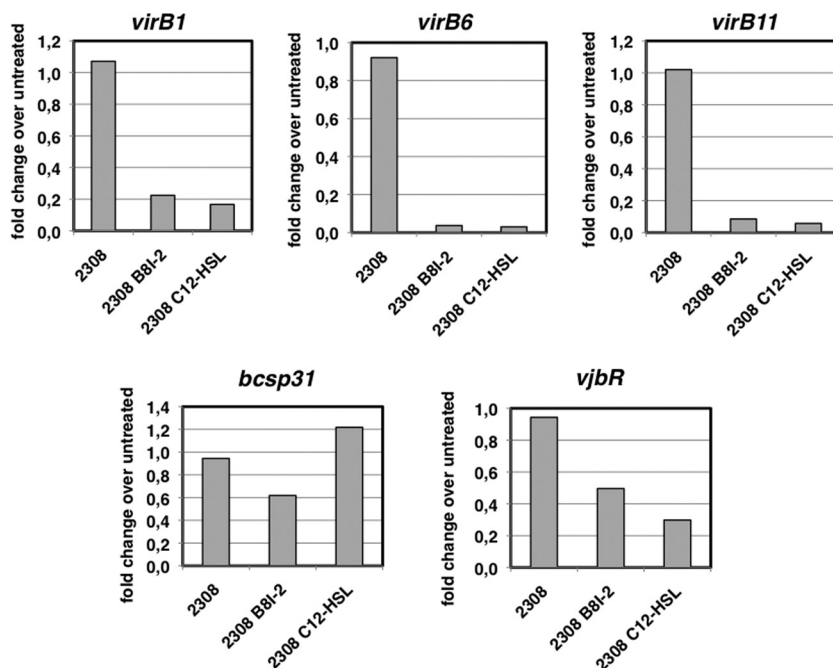 virB1
fold change over untreated
1,2
1,0
0,8
0,6
0,4
0,2
0,0
2308
2308 B8I-2
2308 C12-HSL
virB6
fold change over untreated
1,0
0,8
0,6
0,4
0,2
0,0
2308
2308 B8I-2
2308 C12-HSL
virB11
fold change over untreated
1,2
1,0
0,8
0,6
0,4
0,2
0,0
2308
2308 B8I-2
2308 C12-HSL
bcsp31
fold change over untreated
1,4
1,2
1,0
0,8
0,6
0,4
0,2
0,0
2308
2308 B8I-2
2308 C12-HSL
vjbR
fold change over untreated
1,0
0,8
0,6
0,4
0,2
0,0
2308
2308 B8I-2
2308 C12-HSL